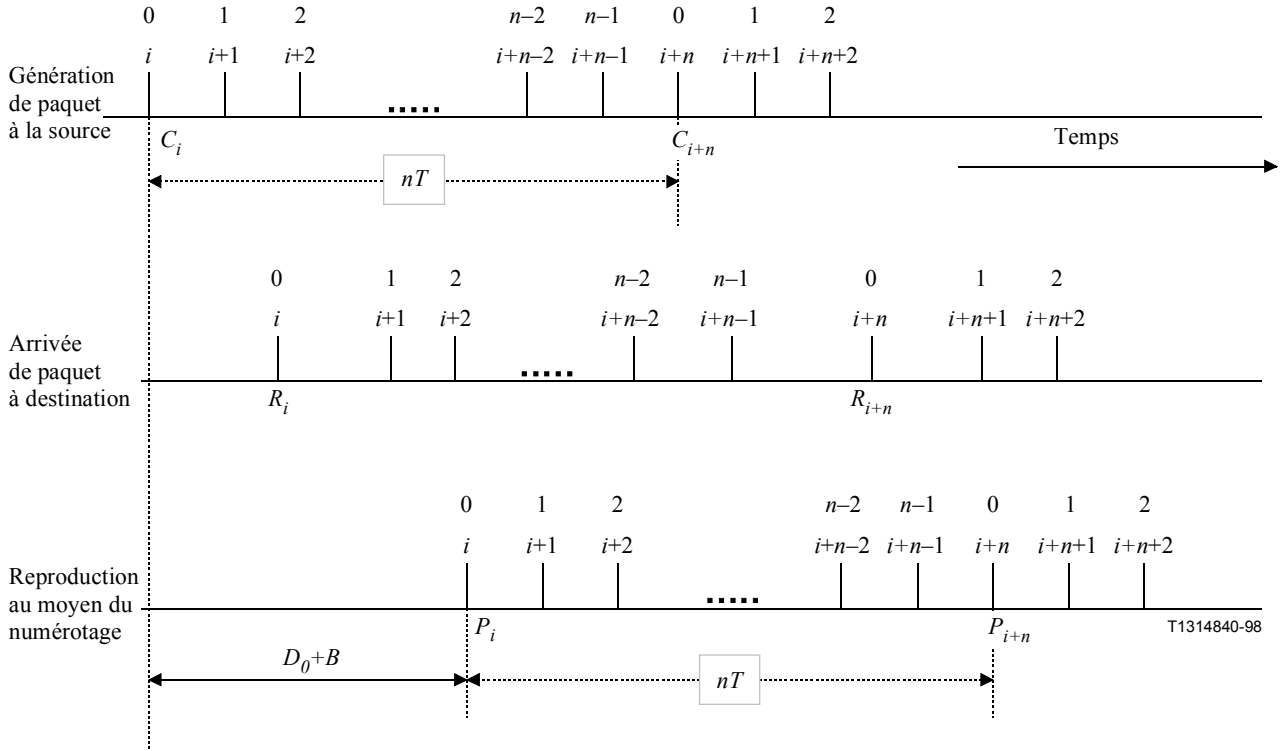 0 1 2 n–2 n–1 0 1 2
i i+1 i+2 i+n–2 i+n–1 i+n i+n+1 i+n+2
Génération
de paquet
à la source
C_i C_{i+n} Temps
nT
0 1 2 n–2 n–1 0 1 2
i i+1 i+2 i+n–2 i+n–1 i+n i+n+1 i+n+2
Arrivée
de paquet
à destination
R_i R_{i+n}
0 1 2 n–2 n–1 0 1 2
i i+1 i+2 i+n–2 i+n–1 i+n i+n+1 i+n+2
Reproduction
au moyen du
numérotage
P_i P_{i+n} T1314840-98
D_0+B nT